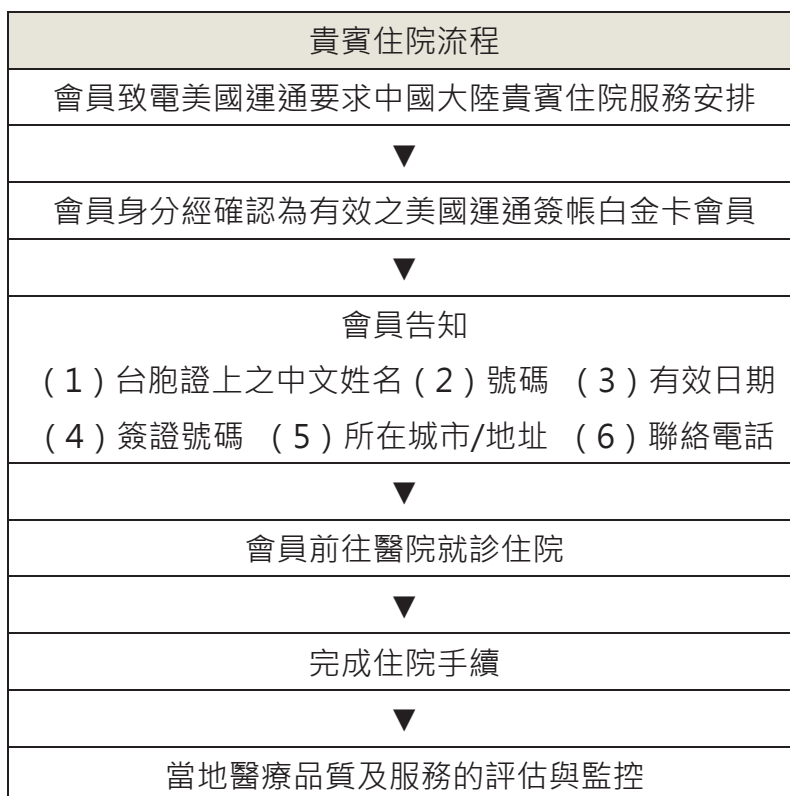 貴賓住院流程
會員致電美國運通要求中國大陸貴賓住院服務安排
▼
會員身分經確認為有效之美國運通簽帳白金卡會員
▼
會員告知
(1)台胞證上之中文姓名(2)號碼 (3)有效日期
(4)簽證號碼 (5)所在城市/地址 (6)聯絡電話
▼
會員前往醫院就診住院
▼
完成住院手續
▼
當地醫療品質及服務的評估與監控